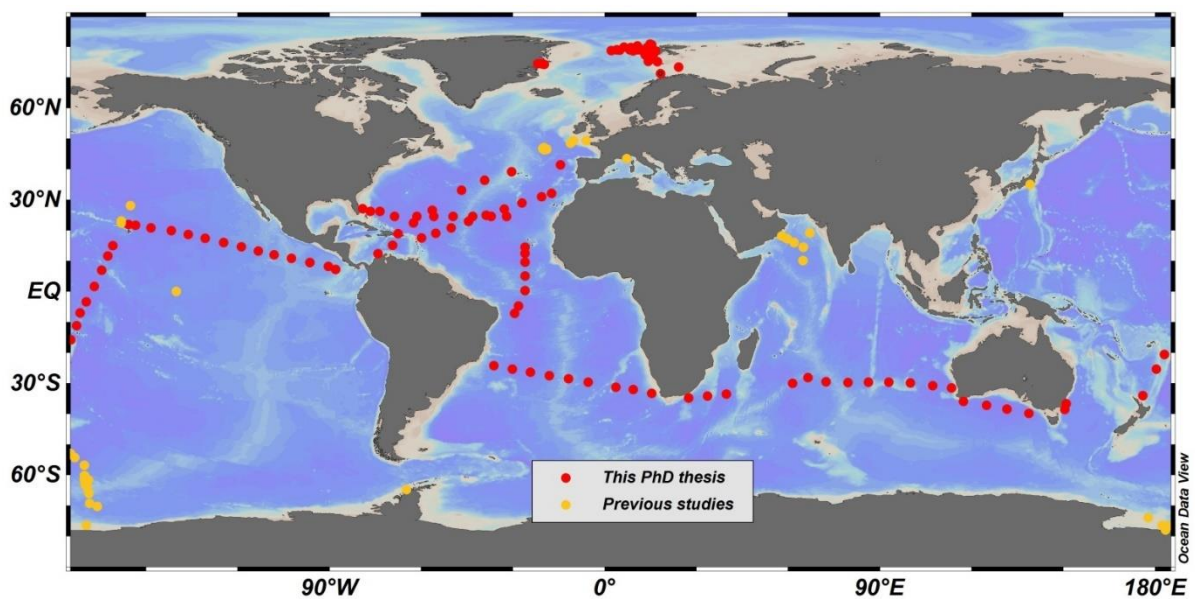 60°N
30°N
EQ
30°S
60°S
This PhD thesis
Previous studies
90°W
0°
90°E
180°E
Ocean Data View